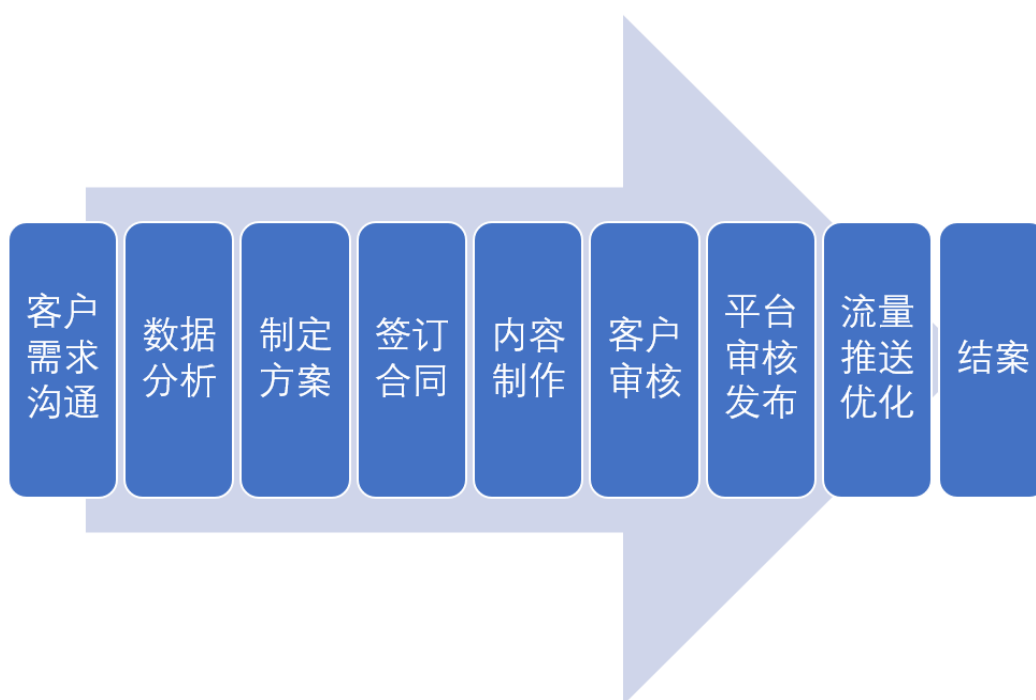 客户
需求
沟通
数据
分析
制定
方案
签订
合同
内容
制作
客户
审核
平台
审核
发布
流量
推送
优化
结案